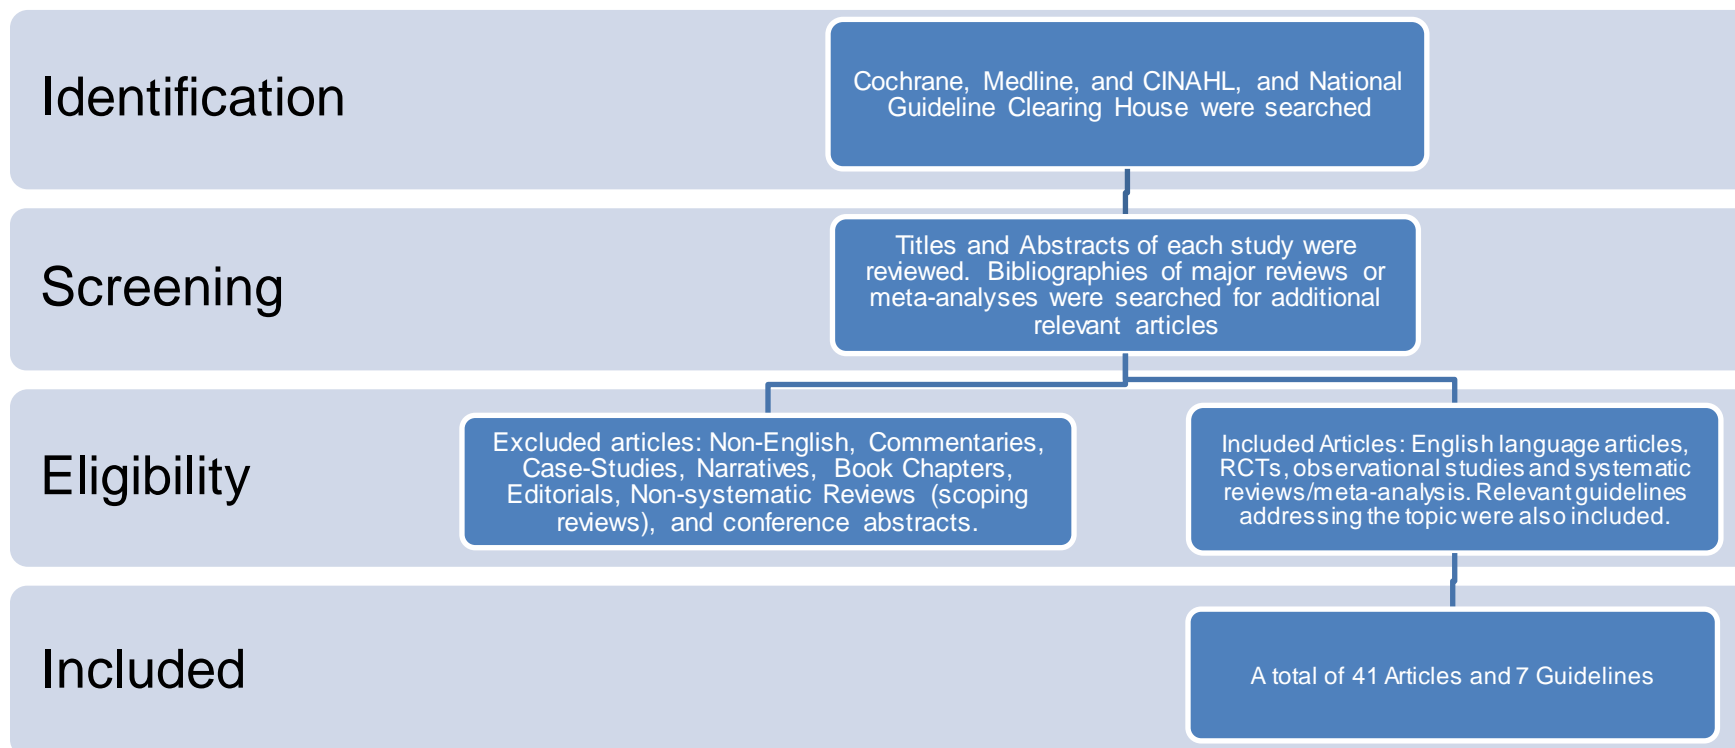 Identification
Cochrane, Medline, and CINAHL, and National
Guideline Clearing House were searched
Screening
Titles and Abstracts of each study were
reviewed. Bibliographies of major reviews or
meta-analyses were searched for additional
relevant articles
Eligibility
Excluded articles: Non-English, Commentaries,
Case-Studies, Narratives, Book Chapters,
Editorials, Non-systematic Reviews (scoping
reviews), and conference abstracts.
Included Articles: English language articles,
RCTs, observational studies and systematic
reviews/meta-analysis. Relevant guidelines
addressing the topic were also included.
Included
A total of 41 Articles and 7 Guidelines